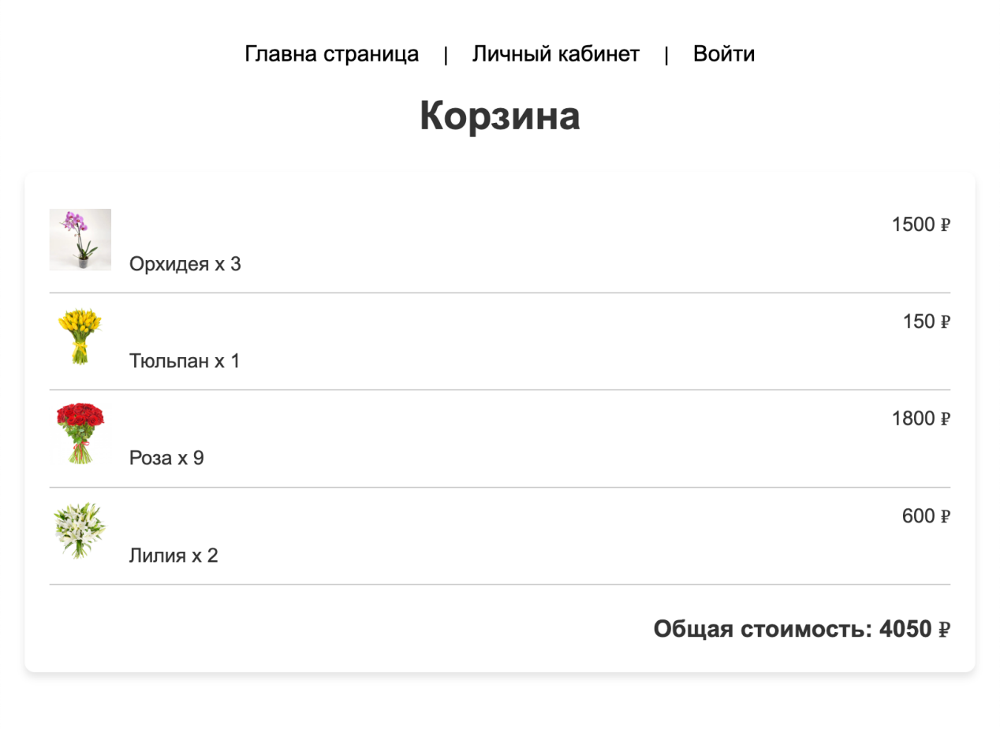 Главна страница | Личный кабинет | Войти
Корзина
1500 ₽
Орхидея x 3
150 ₽
Тюльпан x 1
1800 ₽
Роза x 9
600 ₽
Лилия x 2
Общая стоимость: 4050 ₽